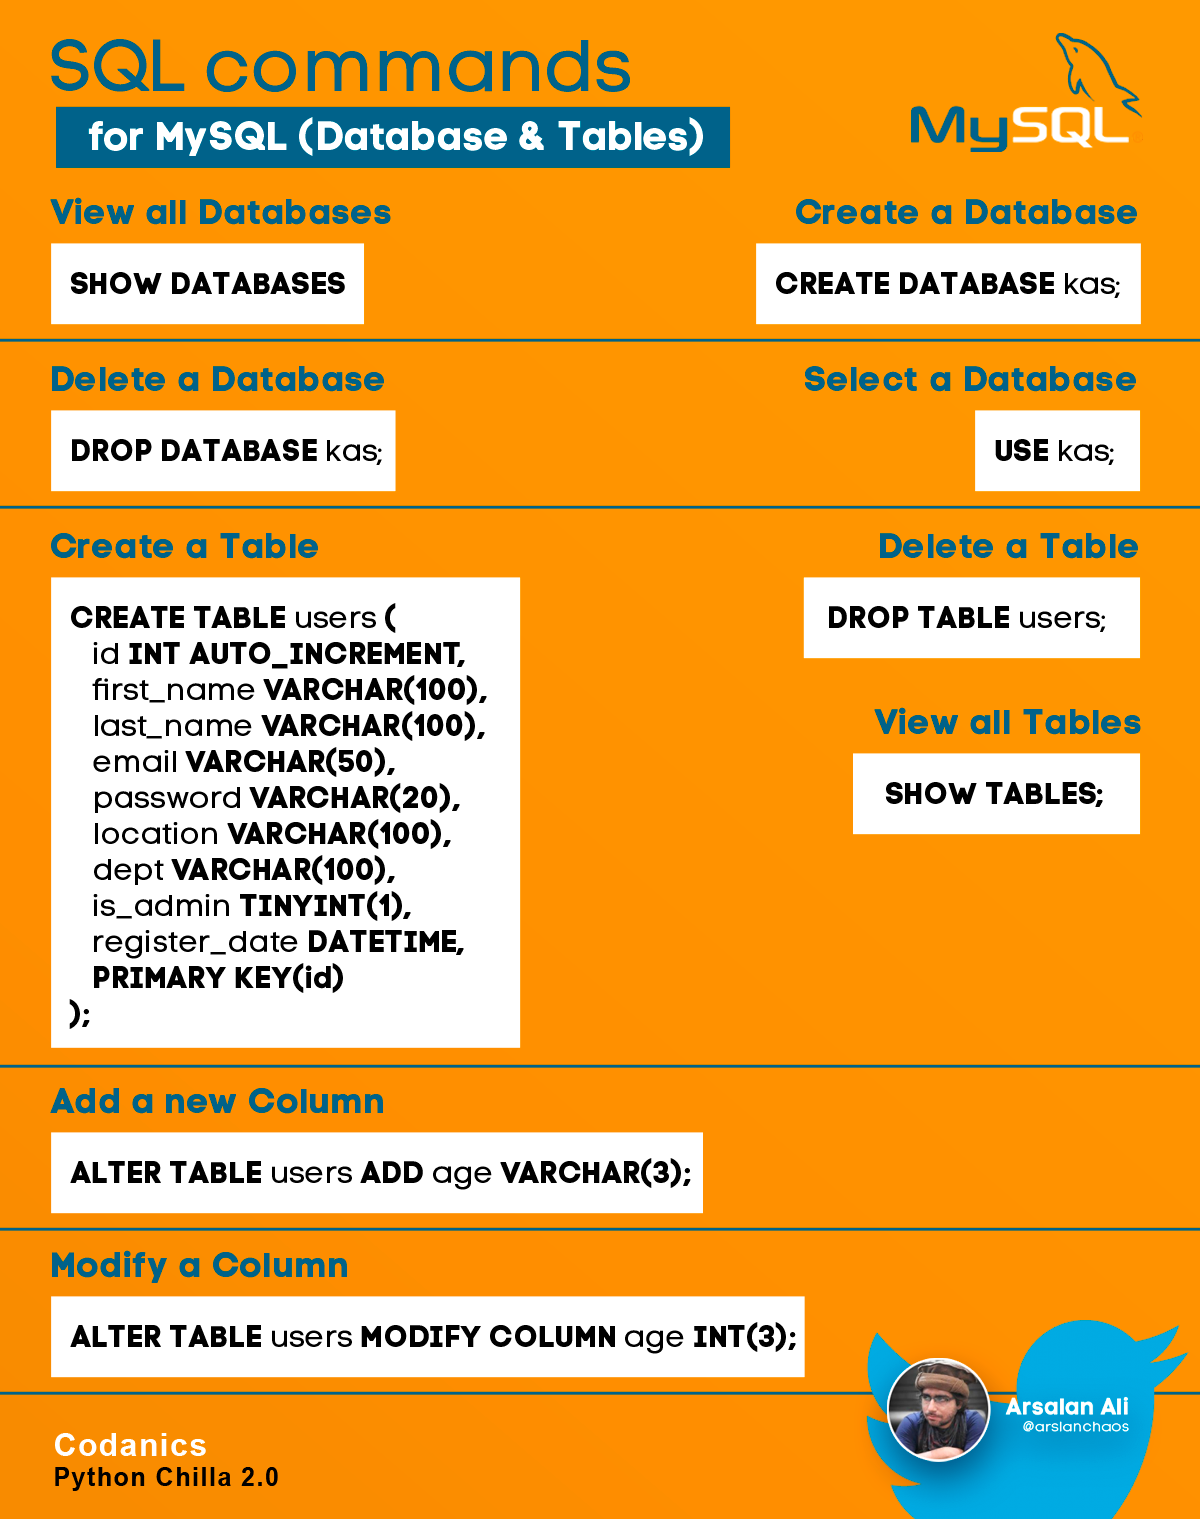 SQL commands
for MySQL (Database & Tables)
MySQL
View all Databases
SHOW DATABASES
Create a Database
CREATE DATABASE kas;
Delete a Database
DROP DATABASE kas;
Select a Database
USE kas;
Create a Table
CREATE TABLE users (
id INT AUTO_INCREMENT,
first_name VARCHAR(100),
last_name VARCHAR(100),
email VARCHAR(50),
password VARCHAR(20),
location VARCHAR(100),
dept VARCHAR(100),
is_admin TINYINT(1),
register_date DATETIME,
PRIMARY KEY(id)
);
Delete a Table
DROP TABLE users;
View all Tables
SHOW TABLES;
Add a new Column
ALTER TABLE users ADD age VARCHAR(3);
Modify a Column
ALTER TABLE users MODIFY COLUMN age INT(3);
Arsalan Ali
@arslanchaos
Codanics
Python Chilla 2.0